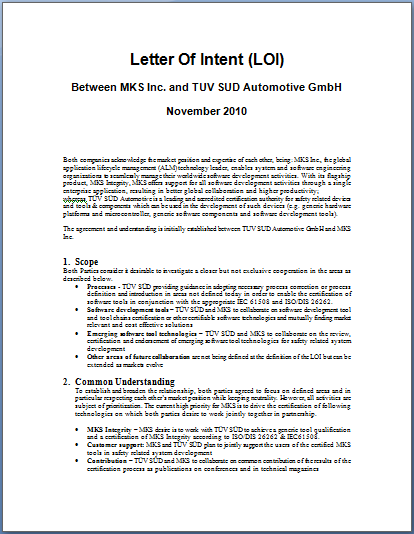 Letter Of Intent (LOI)
Between MKS Inc. and TUV SUD Automotive GmbH
November 2010
Both companies acknowledge the market position and expertise of each other, being: MKS Inc., the global
application lifecycle management (ALM) technology leader, enables system and software engineering
organizations to seamlessly manage their worldwide software development activities. With its flagship
product, MKS Integrity, MKS offers support for all software development activities through a single
enterprise application, resulting in better global collaboration and higher productivity;
whereas, TÜV SUD Automotive is a leading and accredited certification authority for safety related devices
and tools & components which can be used in the development of such devices (e.g. generic hardware
platforms and microcontroller, generic software components and software development tools).
The agreement and understanding is initially established between TUV SUD Automotive GmbH and MKS
Inc.
1. Scope
Both Parties consider it desirable to investigate a closer but not exclusive cooperation in the areas as
described below.
• Processes - TÜV SÜD providing guidance in adopting necessary process correction or process
definition and introduction in areas not defined today in order to enable the certification of
software tools in conjunction with the appropriate IEC 61508 and ISO/DIS 26262.
• Software development tools – TUV SUD and MKS to collaborate on software development tool
and tool chains certification or other certifiable software technologies and mutually finding market
relevant and cost effective solutions
• Emerging software tool technologies – TÜV SÜD and MKS to collaborate on the review,
certification and endorsement of emerging software tool technologies for safety related system
development
• Other areas of future collaboration are not being defined at the definition of the LOI but can be
extended as markets evolve.
2. Common Understanding
To establish and broaden the relationship, both parties agreed to focus on defined areas and in
particular respecting each other's market position while keeping neutrality. However, all activities are
subject of prioritization. The current high priority for MKS is to drive the certification of following
technologies on which both parties desire to work jointly together in partnership.
• MKS Integrity – MKS desire is to work with TÜV SÜD to achieve a generic tool qualification
and a certification of MKS Integrity according to ISO/DIS 26262 & IEC61508.
• Customer support: MKS and TÜV SÜD plan to jointly support the users of the certified MKS
tools in safety related system development
• Contribution – TÜV SÜD and MKS to collaborate on common contribution of the results of the
certification process as publications on conferences and in technical magazines